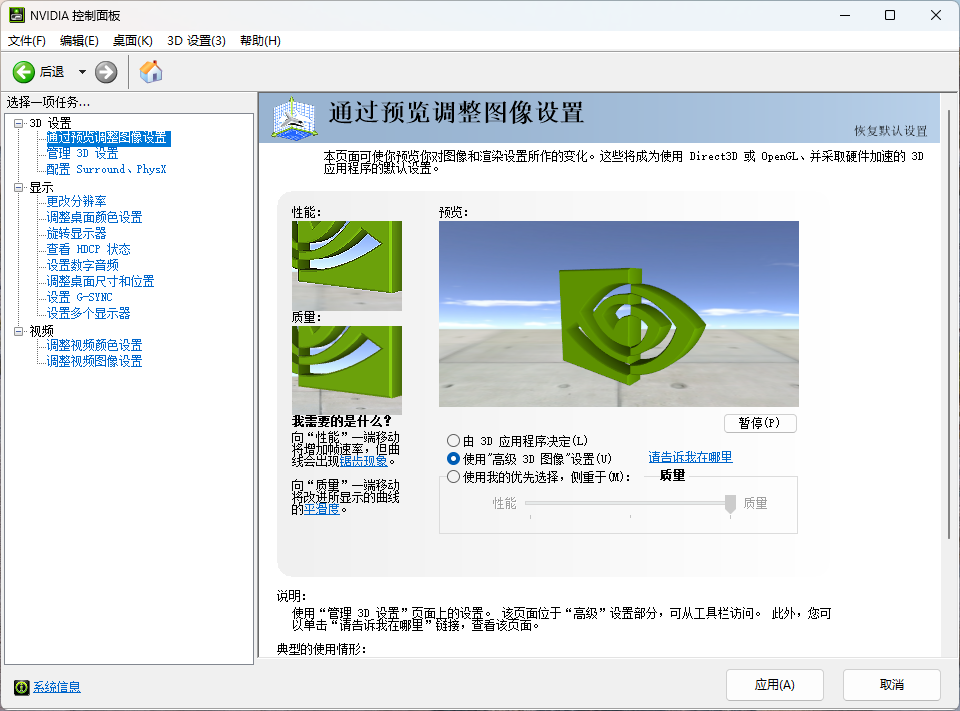 NVIDIA 控制面板
文件(F) 编辑(E) 桌面(K) 3D 设置(3) 帮助(H)
后退
选择一项任务...
3D 设置
通过预览调整图像设置
管理 3D 设置
配置 Surround、PhysX
显示
更改分辨率
调整桌面颜色设置
旋转显示器
查看 HDCP 状态
设置数字音频
调整桌面尺寸和位置
设置 G-SYNC
设置多个显示器
视频
调整视频颜色设置
调整视频图像设置
系统信息
通过预览调整图像设置
恢复默认设置
本页面可使你预览你对图像和渲染设置所作的变化。这些将成为使用 Direct3D 或 OpenGL、并采取硬件加速的 3D
应用程序的默认设置。
性能:
质量:
我需要的是什么?
向“性能”一端移动
将增加帧速率，但曲
线会出现锯齿现象。
向“质量”一端移动
将改进所显示的曲线
的平滑度。
预览:
暂停(P)
由 3D 应用程序决定(L)
使用"高级 3D 图像"设置(U)
请告诉我在哪里
使用我的优先选择，侧重于(M):
质量
性能
质量
说明:
使用“管理 3D 设置”页面上的设置。 该页面位于“高级”设置部分，可从工具栏访问。 此外，您可
以单击“请告诉我在哪里”链接，查看该页面。
典型的使用情形:
应用(A)
取消